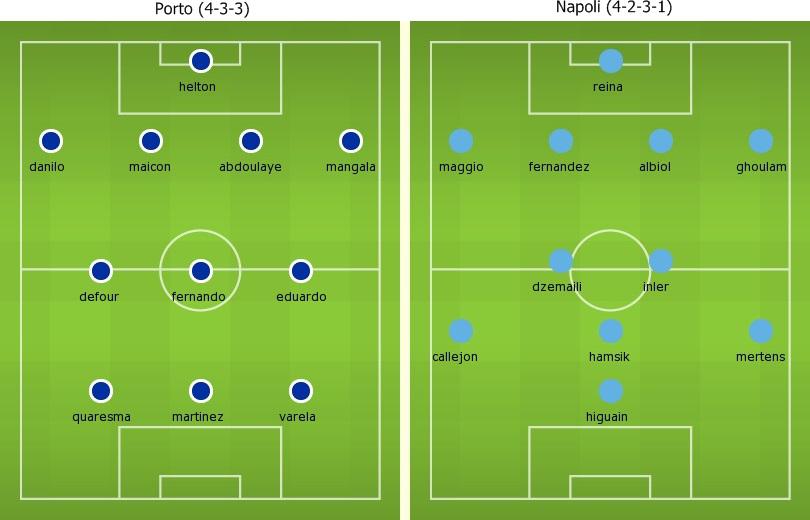 Porto (4-3-3)
helton
danilo maicon abdoulaye mangala
defour fernando eduardo
quaresma martinez varela
Napoli (4-2-3-1)
reina
maggio fernandez albiol ghoulam
dzemaili inler
callejon hamsik mertens
higuain